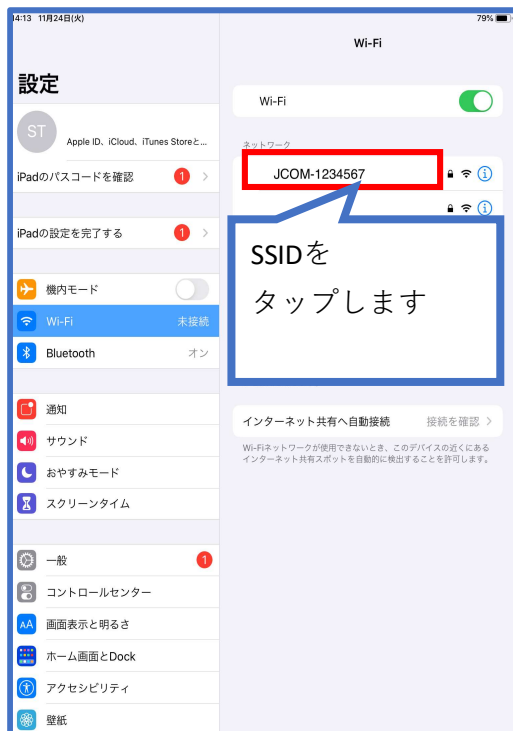 14:13 11月24日(火)
79%
設定
ST
Apple ID、iCloud、iTunes Storeと...
iPadのパスコードを確認
1
iPadの設定を完了する
1
機内モード
Wi-Fi
未接続
Bluetooth
オン
通知
サウンド
おやすみモード
スクリーンタイム
一般
1
コントロールセンター
AA
画面表示と明るさ
ホーム画面とDock
アクセシビリティ
壁紙
Wi-Fi
Wi-Fi
ネットワーク
JCOM-1234567
SSIDを
タップします
インターネット共有へ自動接続
接続を確認
Wi-Fiネットワークが使用できないとき、このデバイスの近くにある
インターネット共有スポットを自動的に検出することを許可します。